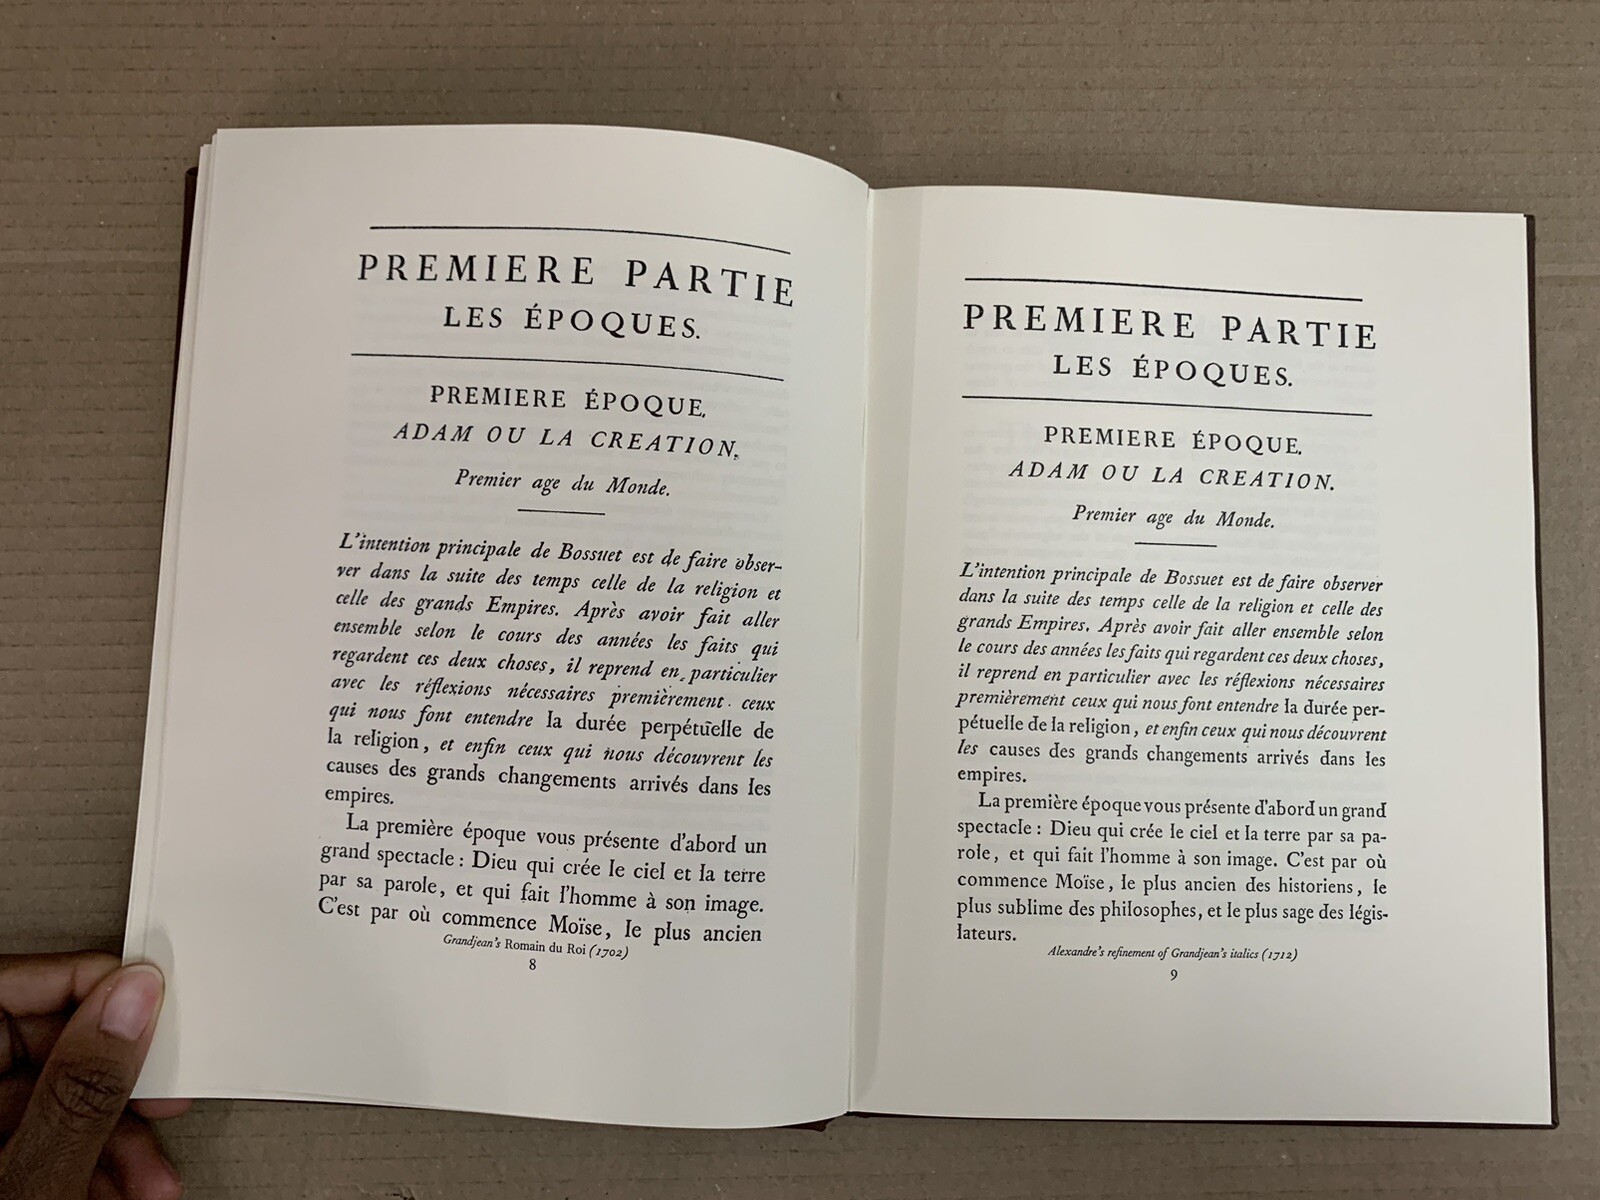 PREMIERE PARTIE
LES ÉPOQUES.
PREMIERE ÉPOQUE.
ADAM OU LA CREATION.
Premier age du Monde.
L'intention principale de Bossuet est de faire obser-
ver dans la suite des temps celle de la religion et
celle des grands Empires. Après avoir fait aller
ensemble selon le cours des années les faits qui
regardent ces deux choses, il reprend en particulier
avec les réflexions nécessaires premièrement ceux
qui nous font entendre la durée perpétuelle de
la religion, et enfin ceux qui nous découvrent les
causes des grands changements arrivés dans les
empires.
La première époque vous présente d'abord un
grand spectacle : Dieu qui crée le ciel et la terre
par sa parole, et qui fait l'homme à son image.
C'est par où commence Moïse, le plus ancien
Grandjean's Romain du Roi (1702)
8
PREMIERE PARTIE
LES ÉPOQUES.
PREMIERE ÉPOQUE.
ADAM OU LA CREATION.
Premier age du Monde.
L'intention principale de Bossuet est de faire observer
dans la suite des temps celle de la religion et celle des
grands Empires. Après avoir fait aller ensemble selon
le cours des années les faits qui regardent ces deux choses,
il reprend en particulier avec les réflexions nécessaires
premièrement ceux qui nous font entendre la durée per-
pétuelle de la religion, et enfin ceux qui nous découvrent
les causes des grands changements arrivés dans les
empires.
La première époque vous présente d'abord un grand
spectacle : Dieu qui crée le ciel et la terre par sa pa-
role, et qui fait l'homme à son image. C'est par où
commence Moïse, le plus ancien des historiens, le
plus sublime des philosophes, et le plus sage des légis-
lateurs.
Alexandre's refinement of Grandjean's italics (1712)
9